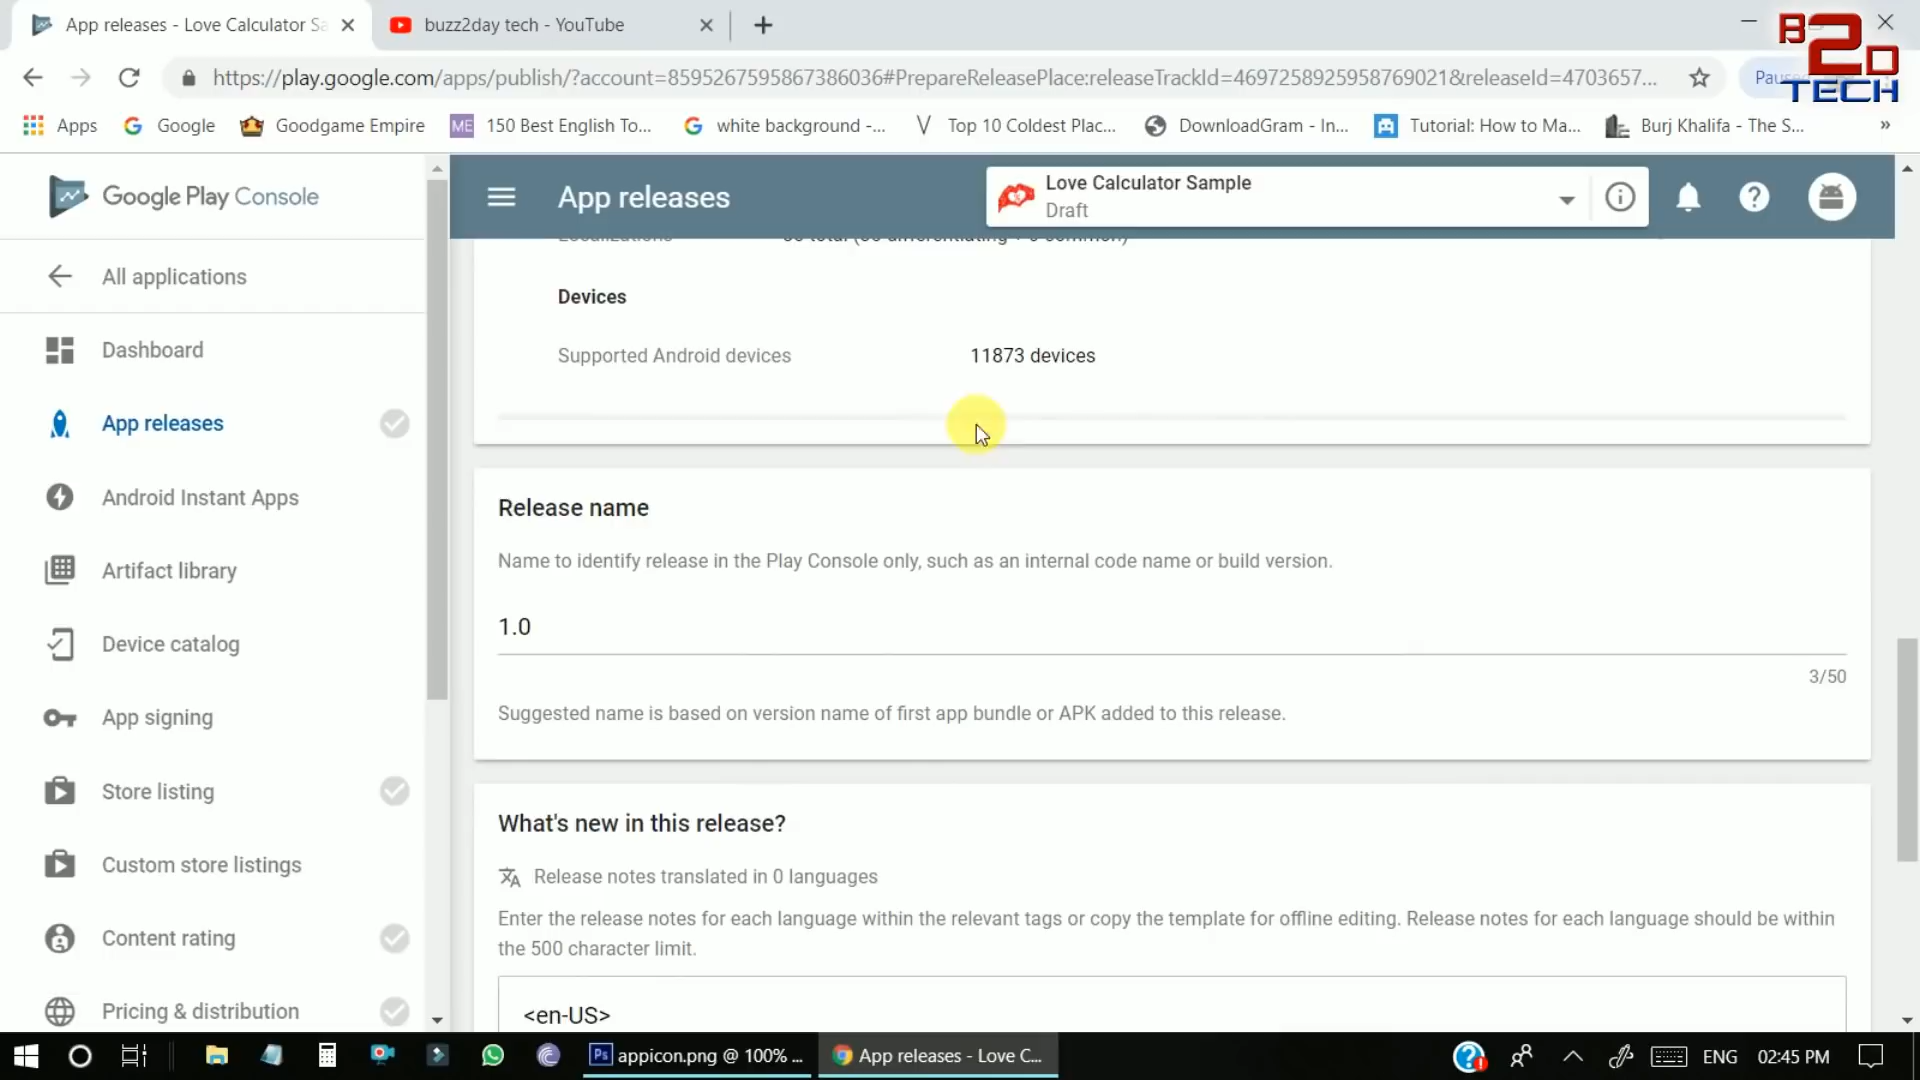 App releases - Love Calculator Sa
buzz2day tech - YouTube
B2D
TECH
https://play.google.com/apps/publish/?account=8595267595867386036#PrepareReleasePlace:releaseTrackId=4697258925958769021&releaseId=4703657...
Apps
Google
Goodgame Empire
ME
150 Best English To...
white background -...
Top 10 Coldest Plac...
DownloadGram - In...
Tutorial: How to Ma...
Burj Khalifa - The S...
»
Google Play Console
App releases
Love Calculator Sample
Draft
All applications
Dashboard
App releases
Android Instant Apps
Artifact library
Device catalog
App signing
Store listing
Custom store listings
Content rating
Pricing & distribution
Devices
Supported Android devices
11873 devices
Release name
Name to identify release in the Play Console only, such as an internal code name or build version.
1.0
3/50
Suggested name is based on version name of first app bundle or APK added to this release.
What's new in this release?
Release notes translated in 0 languages
Enter the release notes for each language within the relevant tags or copy the template for offline editing. Release notes for each language should be within
the 500 character limit.
<en-US>
Ps
appicon.png @ 100% ...
App releases - Love C...
ENG
02:45 PM